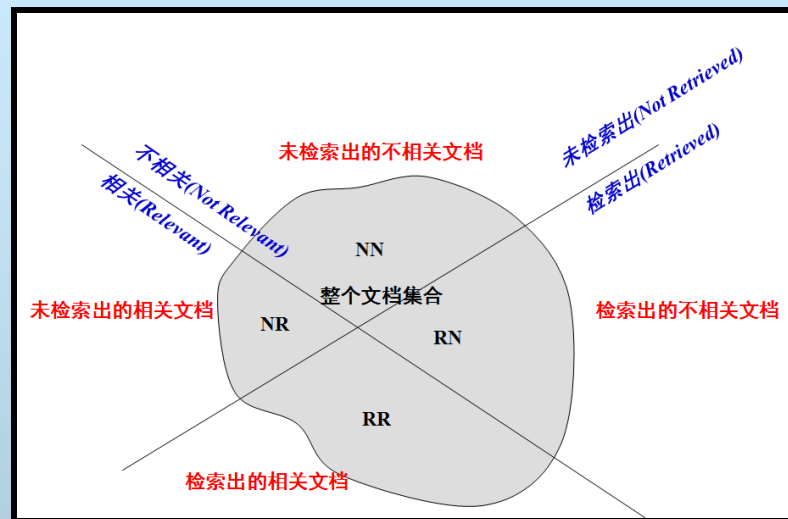 未检索出(Not Retrieved)
未检索出的不相关文档
不相关(Not Relevant)
检索出(Retrieved)
相关(Relevant)
NN
整个文档集合
未检索出的相关文档
检索出的不相关文档
NR
RN
RR
检索出的相关文档